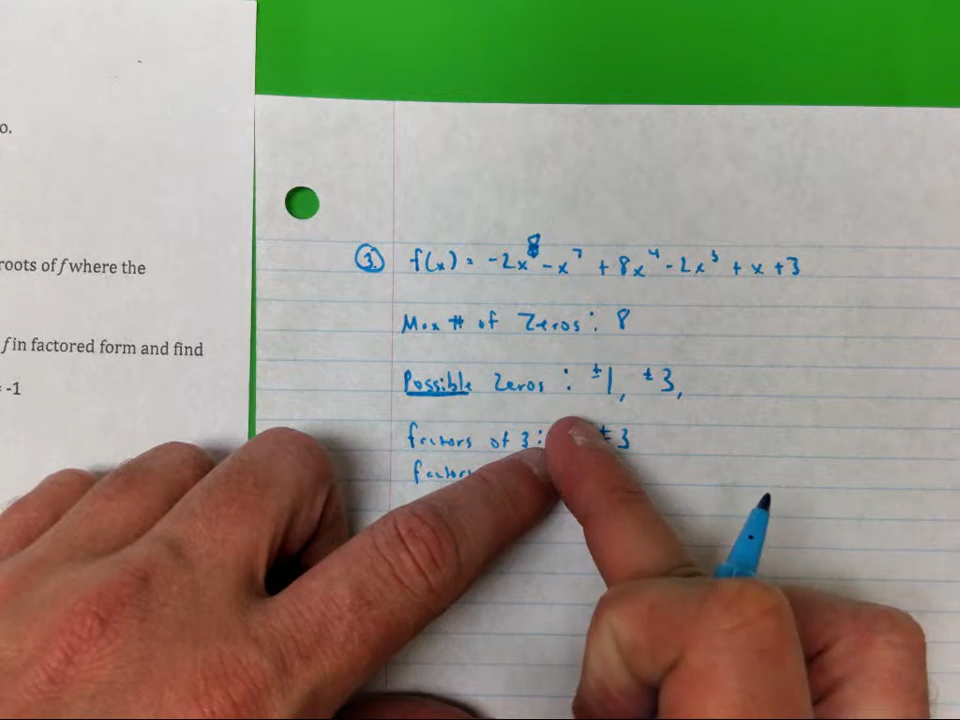 o.
roots of f where the
f in factored form and find
= -1
③ f(x) = -2x⁸ - x⁷ + 8x⁴ - 2x³ + x + 3
Max # of Zeros : 8
Possible Zeros : ±1, ±3,
factors of 3: ± 3